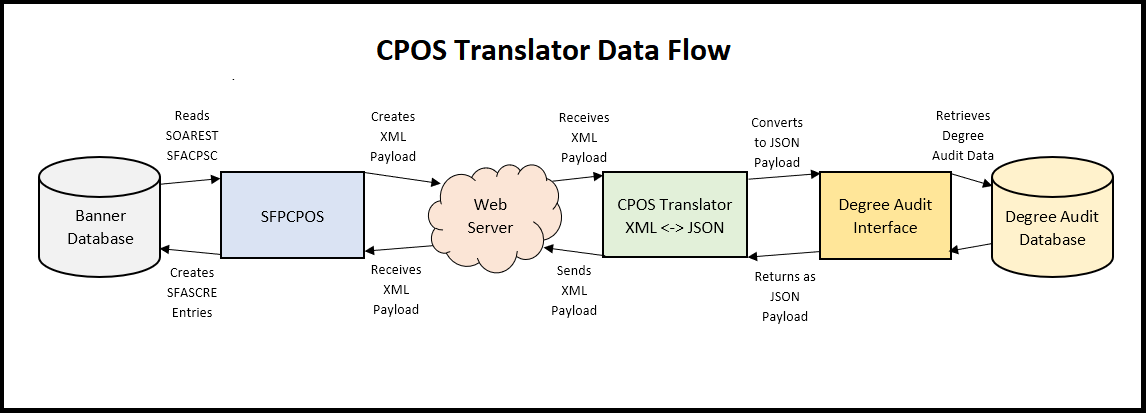 CPOS Translator Data Flow
Reads
SOAREST
SFACPSC
Creates
XML
Payload
Receives
XML
Payload
Converts
to JSON
Payload
Retrieves
Degree
Audit Data
Banner
Database
SFPCPOS
Web
Server
CPOS Translator
XML <-> JSON
Degree Audit
Interface
Degree Audit
Database
Creates
SFASCRE
Entries
Receives
XML
Payload
Sends
XML
Payload
Returns as
JSON
Payload